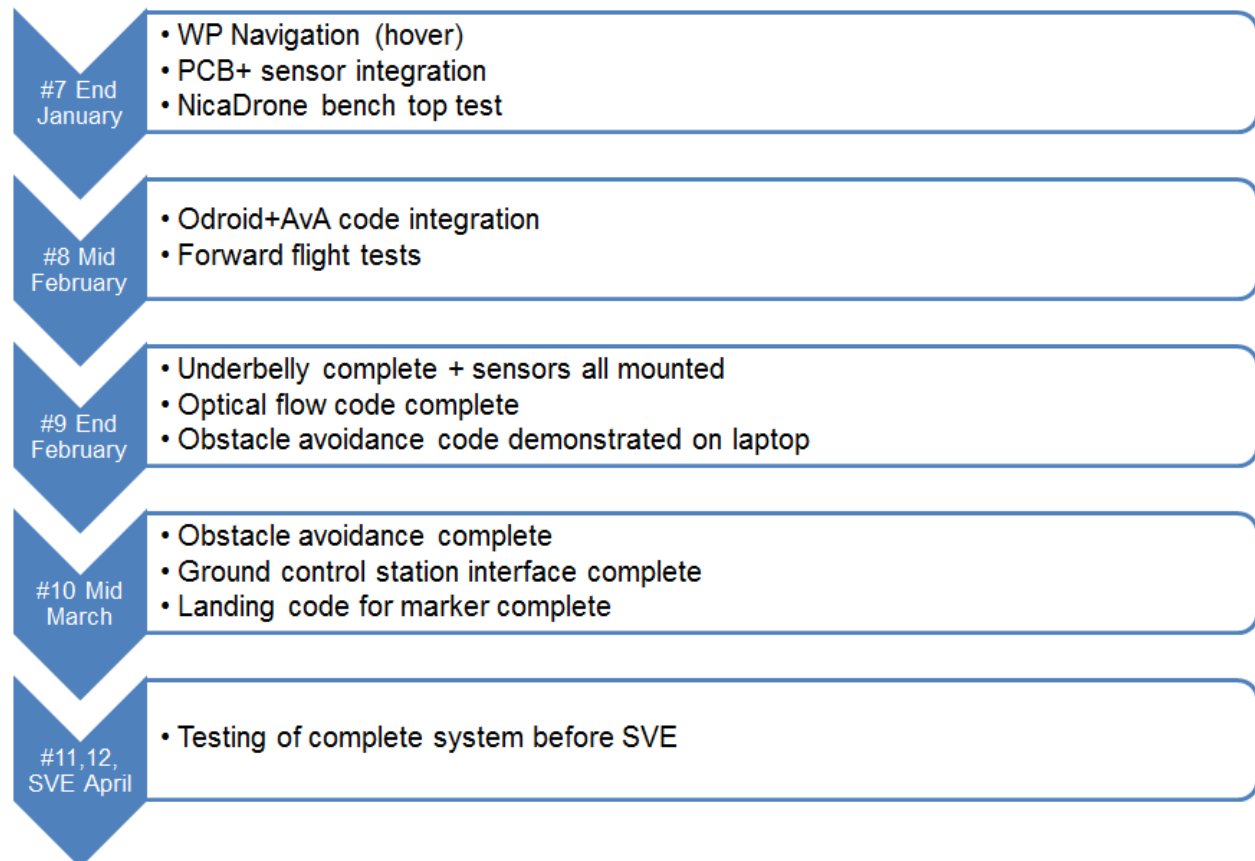 #7 End
January
• WP Navigation (hover)
• PCB+ sensor integration
• NicaDrone bench top test
#8 Mid
February
• Odroid+AvA code integration
• Forward flight tests
#9 End
February
• Underbelly complete + sensors all mounted
• Optical flow code complete
• Obstacle avoidance code demonstrated on laptop
#10 Mid
March
• Obstacle avoidance complete
• Ground control station interface complete
• Landing code for marker complete
#11,12,
SVE April
• Testing of complete system before SVE